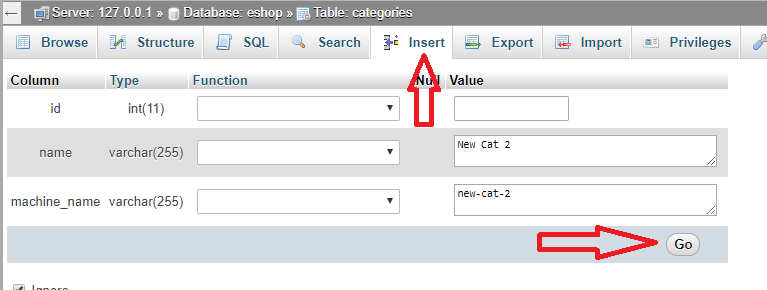 Server: 127.0.0.1 » Database: eshop » Table: categories
Browse Structure SQL Search Insert Export Import Privileges
Column Type Function Null Value
id int(11)
name varchar(255) New Cat 2
machine_name varchar(255) new-cat-2
Go
Ignore